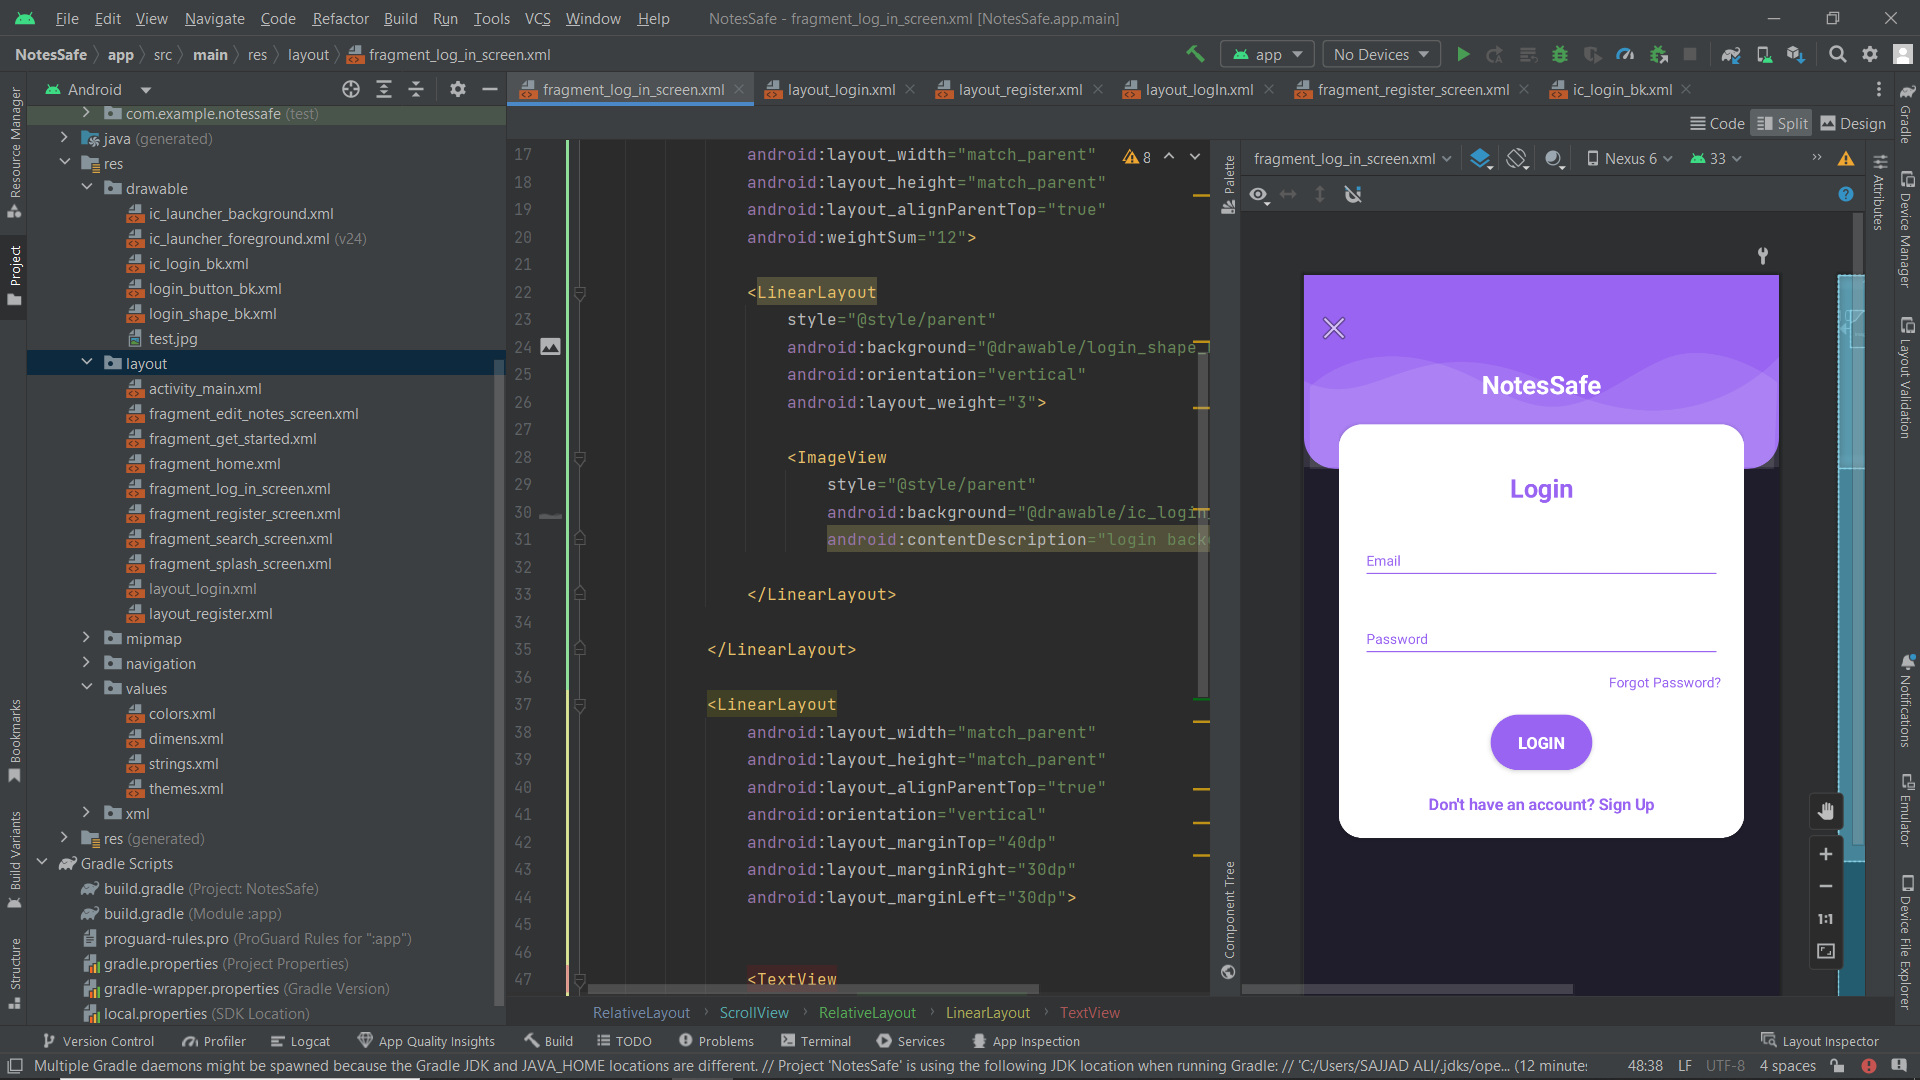 File Edit View Navigate Code Refactor Build Run Tools VCS Window Help NotesSafe - fragment_log_in_screen.xml [NotesSafe.app.main]
NotesSafe app src main res layout fragment_log_in_screen.xml
app No Devices
Android
fragment_log_in_screen.xml layout_login.xml layout_register.xml layout_logIn.xml fragment_register_screen.xml ic_login_bk.xml
Code Split Design
Resource Manager
Project
Bookmarks
Build Variants
Structure
com.example.notessafe (test)
java (generated)
res
drawable
ic_launcher_background.xml
ic_launcher_foreground.xml (v24)
ic_login_bk.xml
login_button_bk.xml
login_shape_bk.xml
test.jpg
layout
activity_main.xml
fragment_edit_notes_screen.xml
fragment_get_started.xml
fragment_home.xml
fragment_log_in_screen.xml
fragment_register_screen.xml
fragment_search_screen.xml
fragment_splash_screen.xml
layout_login.xml
layout_register.xml
mipmap
navigation
values
colors.xml
dimens.xml
strings.xml
themes.xml
xml
res (generated)
Gradle Scripts
build.gradle (Project: NotesSafe)
build.gradle (Module :app)
proguard-rules.pro (ProGuard Rules for ":app")
gradle.properties (Project Properties)
gradle-wrapper.properties (Gradle Version)
local.properties (SDK Location)
8
17 android:layout_width="match_parent"
18 android:layout_height="match_parent"
19 android:layout_alignParentTop="true"
20 android:weightSum="12">
21
22 <LinearLayout
23 style="@style/parent"
24 android:background="@drawable/login_shape_
25 android:orientation="vertical"
26 android:layout_weight="3">
27
28 <ImageView
29 style="@style/parent"
30 android:background="@drawable/ic_login
31 android:contentDescription="login back
32
33 </LinearLayout>
34
35 </LinearLayout>
36
37 <LinearLayout
38 android:layout_width="match_parent"
39 android:layout_height="match_parent"
40 android:layout_alignParentTop="true"
41 android:orientation="vertical"
42 android:layout_marginTop="40dp"
43 android:layout_marginRight="30dp"
44 android:layout_marginLeft="30dp">
45
46
47 <TextView
RelativeLayout ScrollView RelativeLayout LinearLayout TextView
Palette
Component Tree
fragment_log_in_screen.xml Nexus 6 33
NotesSafe
Login
Email
Password
Forgot Password?
LOGIN
Don't have an account? Sign Up
1:1
Attributes
Gradle
Device Manager
Layout Validation
Notifications
Emulator
Device File Explorer
Version Control Profiler Logcat App Quality Insights Build TODO Problems Terminal Services App Inspection Layout Inspector
Multiple Gradle daemons might be spawned because the Gradle JDK and JAVA_HOME locations are different. // Project 'NotesSafe' is using the following JDK location when running Gradle: // 'C:/Users/SAJJAD ALI/.jdks/ope... (12 minutes 48:38 LF UTF-8 4 spaces